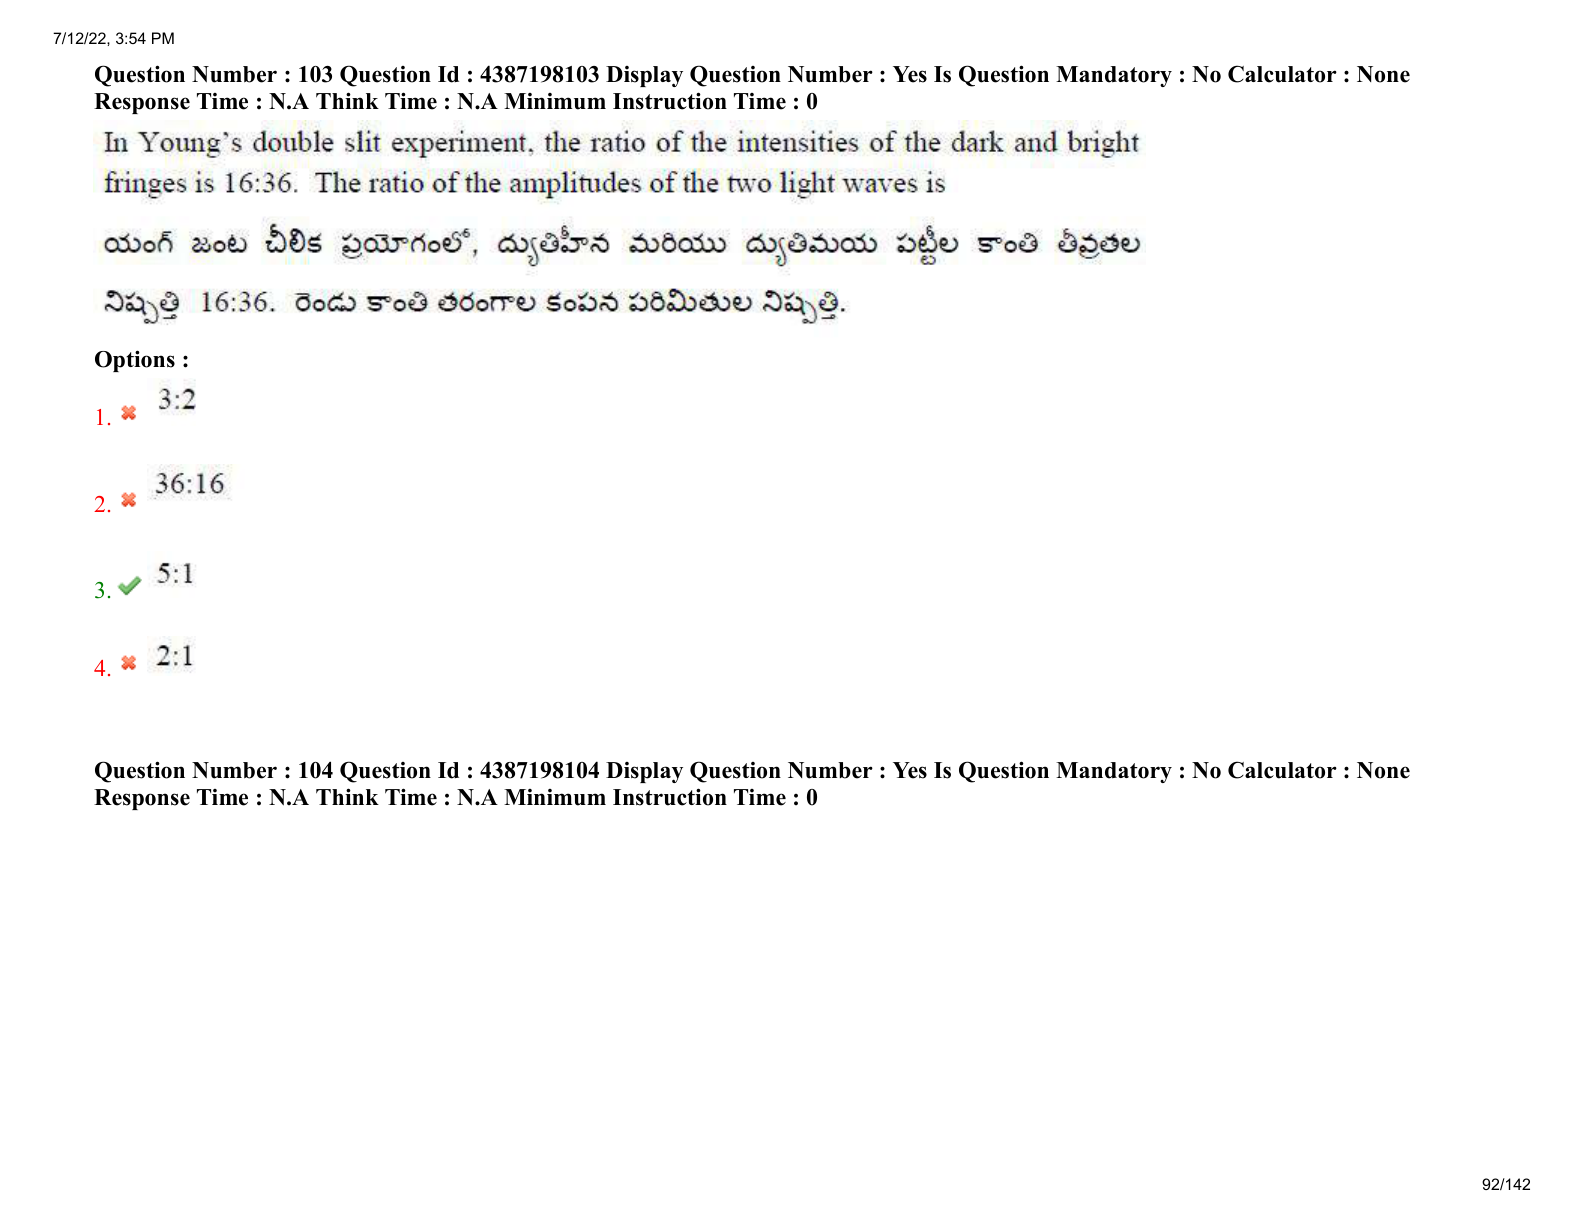 7/12/22, 3:54 PM
Question Number : 103 Question Id : 4387198103 Display Question Number : Yes Is Question Mandatory : No Calculator : None
Response Time : N.A Think Time : N.A Minimum Instruction Time : 0
In Young’s double slit experiment, the ratio of the intensities of the dark and bright
fringes is 16:36. The ratio of the amplitudes of the two light waves is
యంగ్ జంట చీలిక ప్రయోగంలో, ద్యుతిహీన మరియు ద్యుతిమయ పట్టీల కాంతి తీవ్రతల
నిష్పత్తి 16:36. రెండు కాంతి తరంగాల కంపన పరిమితుల నిష్పత్తి.
Options :
1. 3:2
2. 36:16
3. 5:1
4. 2:1
Question Number : 104 Question Id : 4387198104 Display Question Number : Yes Is Question Mandatory : No Calculator : None
Response Time : N.A Think Time : N.A Minimum Instruction Time : 0
92/142